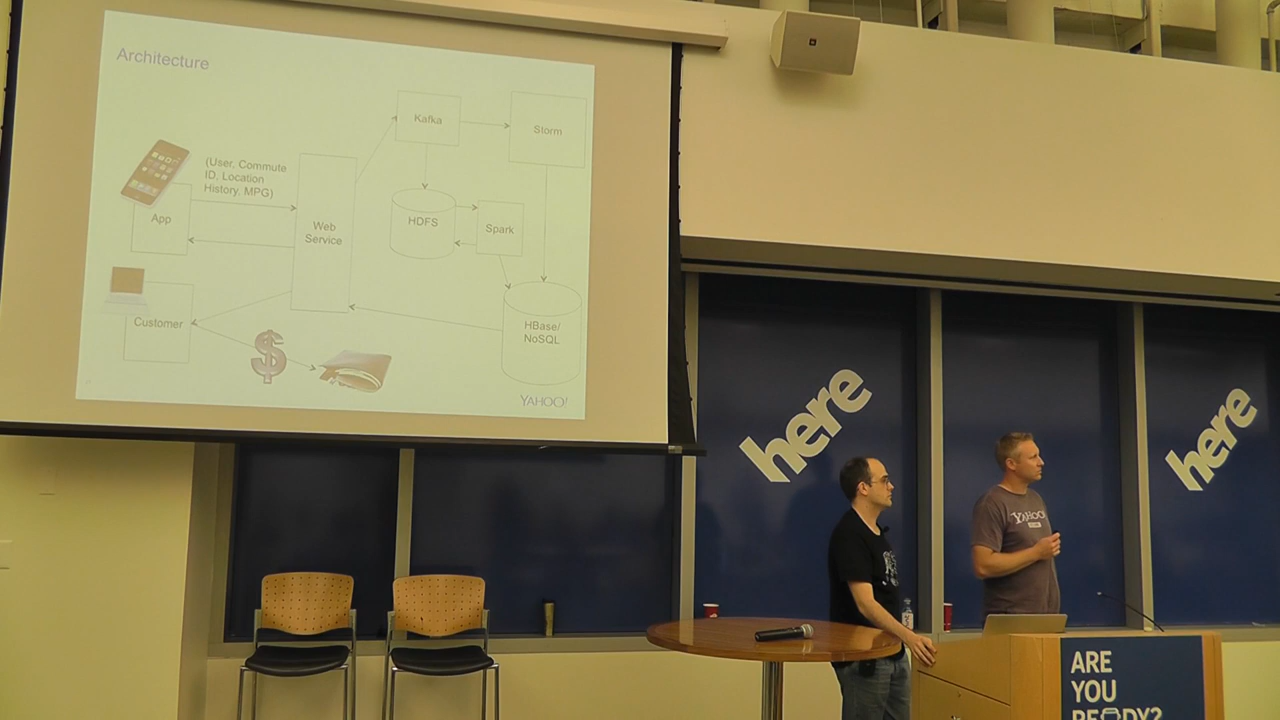 Architecture
Kafka
Storm
(User, Commute
ID, Location
History, MPG)
App
Web
Service
HDFS
Spark
Customer
HBase/
NoSQL
YAHOO!
here
here
YAHOO!
ARE
YOU
READY?